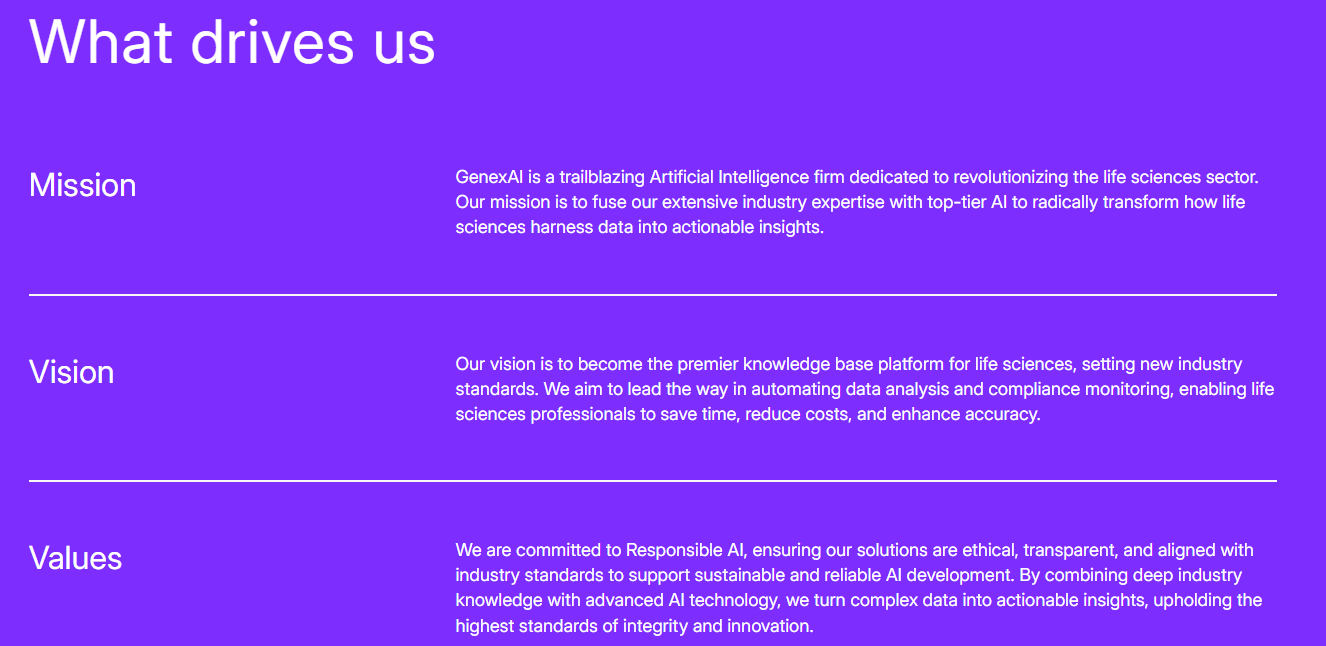 What drives us
Mission
GenexAI is a trailblazing Artificial Intelligence firm dedicated to revolutionizing the life sciences sector.
Our mission is to fuse our extensive industry expertise with top-tier AI to radically transform how life
sciences harness data into actionable insights.
Vision
Our vision is to become the premier knowledge base platform for life sciences, setting new industry
standards. We aim to lead the way in automating data analysis and compliance monitoring, enabling life
sciences professionals to save time, reduce costs, and enhance accuracy.
Values
We are committed to Responsible AI, ensuring our solutions are ethical, transparent, and aligned with
industry standards to support sustainable and reliable AI development. By combining deep industry
knowledge with advanced AI technology, we turn complex data into actionable insights, upholding the
highest standards of integrity and innovation.